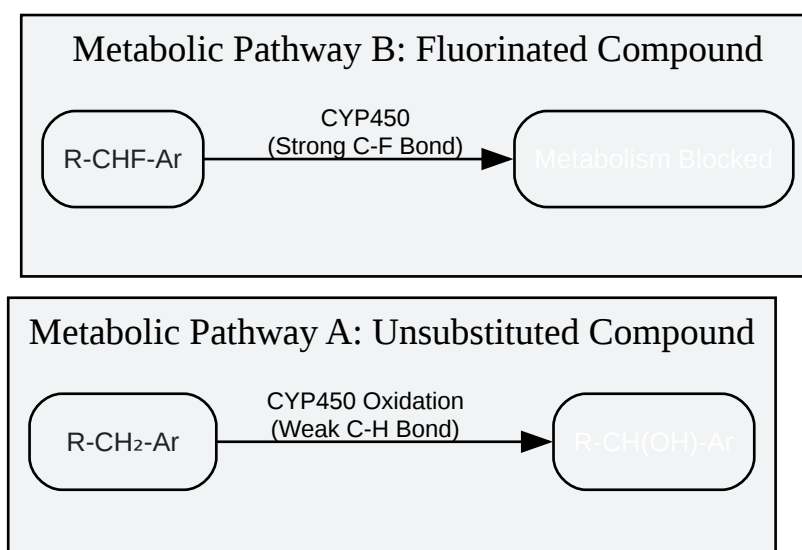 Metabolic Pathway B: Fluorinated Compound
CYP450
(Strong C-F Bond)
R-CHF-Ar
Metabolism Blocked
Metabolic Pathway A: Unsubstituted Compound
CYP450 Oxidation
(Weak C-H Bond)
R-CH₂-Ar
R-CH(OH)-Ar